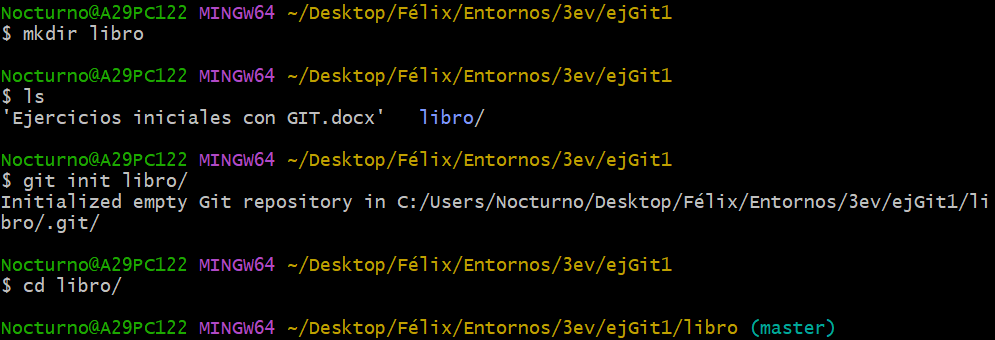 Nocturno@A29PC122 MINGW64 ~/Desktop/Félix/Entornos/3ev/ejGit1
$ mkdir libro
Nocturno@A29PC122 MINGW64 ~/Desktop/Félix/Entornos/3ev/ejGit1
$ ls
'Ejercicios iniciales con GIT.docx'   libro/
Nocturno@A29PC122 MINGW64 ~/Desktop/Félix/Entornos/3ev/ejGit1
$ git init libro/
Initialized empty Git repository in C:/Users/Nocturno/Desktop/Félix/Entornos/3ev/ejGit1/li
bro/.git/
Nocturno@A29PC122 MINGW64 ~/Desktop/Félix/Entornos/3ev/ejGit1
$ cd libro/
Nocturno@A29PC122 MINGW64 ~/Desktop/Félix/Entornos/3ev/ejGit1/libro (master)